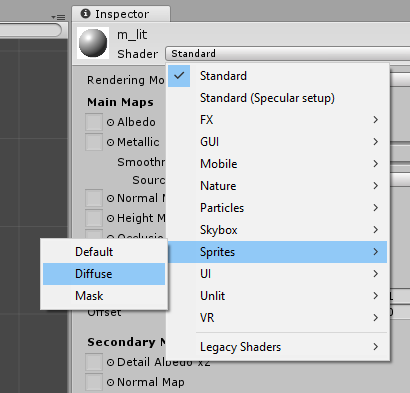 Inspector
m_lit
Shader Standard
Rendering Mo
Main Maps
Albedo
Metallic
Smoothn
Sourc
Normal M
Height M
Occlusio
Offset
Secondary M
Detail Albedo x2
Normal Map
Standard
Standard (Specular setup)
FX
GUI
Mobile
Nature
Particles
Skybox
Sprites
UI
Unlit
VR
Legacy Shaders
Default
Diffuse
Mask